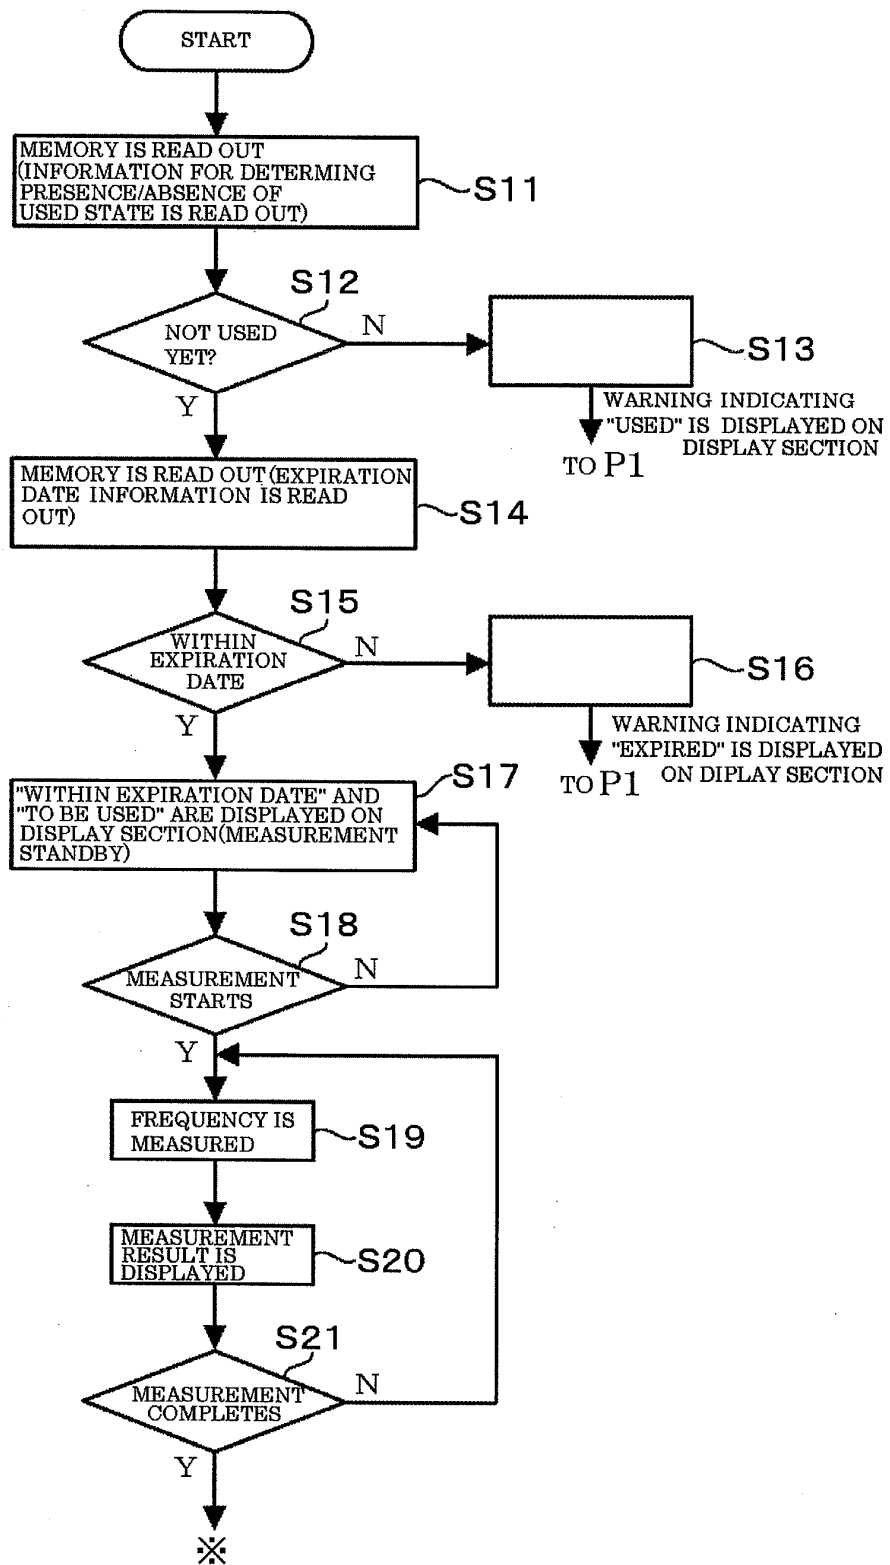 START
MEMORY IS READ OUT
(INFORMATION FOR DETERMING
PRESENCE/ABSENCE OF
USED STATE IS READ OUT)
S11
S12
NOT USED
YET?
N
Y
S13
WARNING INDICATING
"USED" IS DISPLAYED ON
DISPLAY SECTION
TO P1
MEMORY IS READ OUT(EXPIRATION
DATE INFORMATION IS READ
OUT)
S14
S15
WITHIN
EXPIRATION
DATE
N
Y
S16
WARNING INDICATING
"EXPIRED" IS DISPLAYED
ON DIPLAY SECTION
TO P1
S17
"WITHIN EXPIRATION DATE" AND
"TO BE USED" ARE DISPLAYED ON
DISPLAY SECTION(MEASUREMENT
STANDBY)
S18
MEASUREMENT
STARTS
N
Y
FREQUENCY IS
MEASURED
S19
MEASUREMENT
RESULT IS
DISPLAYED
S20
S21
MEASUREMENT
COMPLETES
N
Y
※